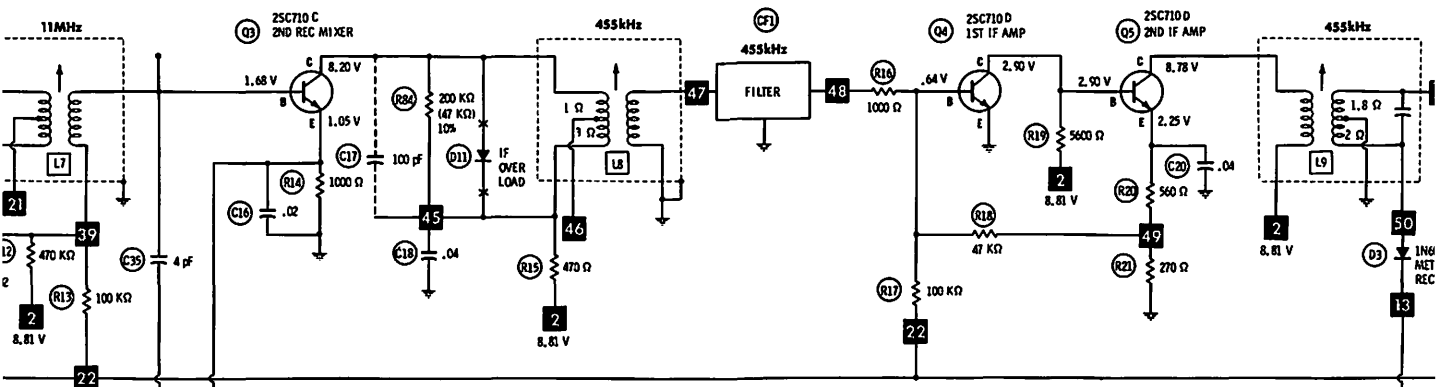 11MHz
Q3
2SC710 C
2ND REC MIXER
455kHz
CF1
455kHz
Q4
2SC710 D
1ST IF AMP
Q5
2SC710 D
2ND IF AMP
455kHz
C
8.20 V
1.68 V
B
E
1.05 V
R84
200 KΩ
(47 KΩ)
10%
C17
100 pF
D11
IF
OVER
LOAD
1 Ω
3 Ω
L8
47
FILTER
48
R16
1000 Ω
.64 V
B
C
2.90 V
E
R19
5600 Ω
2
8.81 V
2.90 V
B
C
8.78 V
E
2.25 V
C20
.04
R20
560 Ω
1.8 Ω
2 Ω
L9
L7
21
39
R14
1000 Ω
C16
.02
45
46
C18
.04
R15
470 Ω
2
8.81 V
R18
47 KΩ
49
R21
270 Ω
2
8.81 V
50
D3
1N60
MET
REC
13
12
470 KΩ
R13
100 KΩ
C35
4 pF
2
8.81 V
22
R17
100 KΩ
22